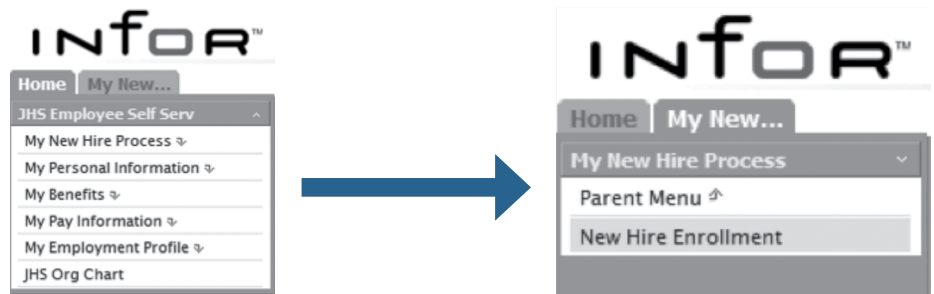 INFOR™
Home My New...
JHS Employee Self Serv
My New Hire Process
My Personal Information
My Benefits
My Pay Information
My Employment Profile
JHS Org Chart
INFOR™
Home My New...
My New Hire Process
Parent Menu
New Hire Enrollment